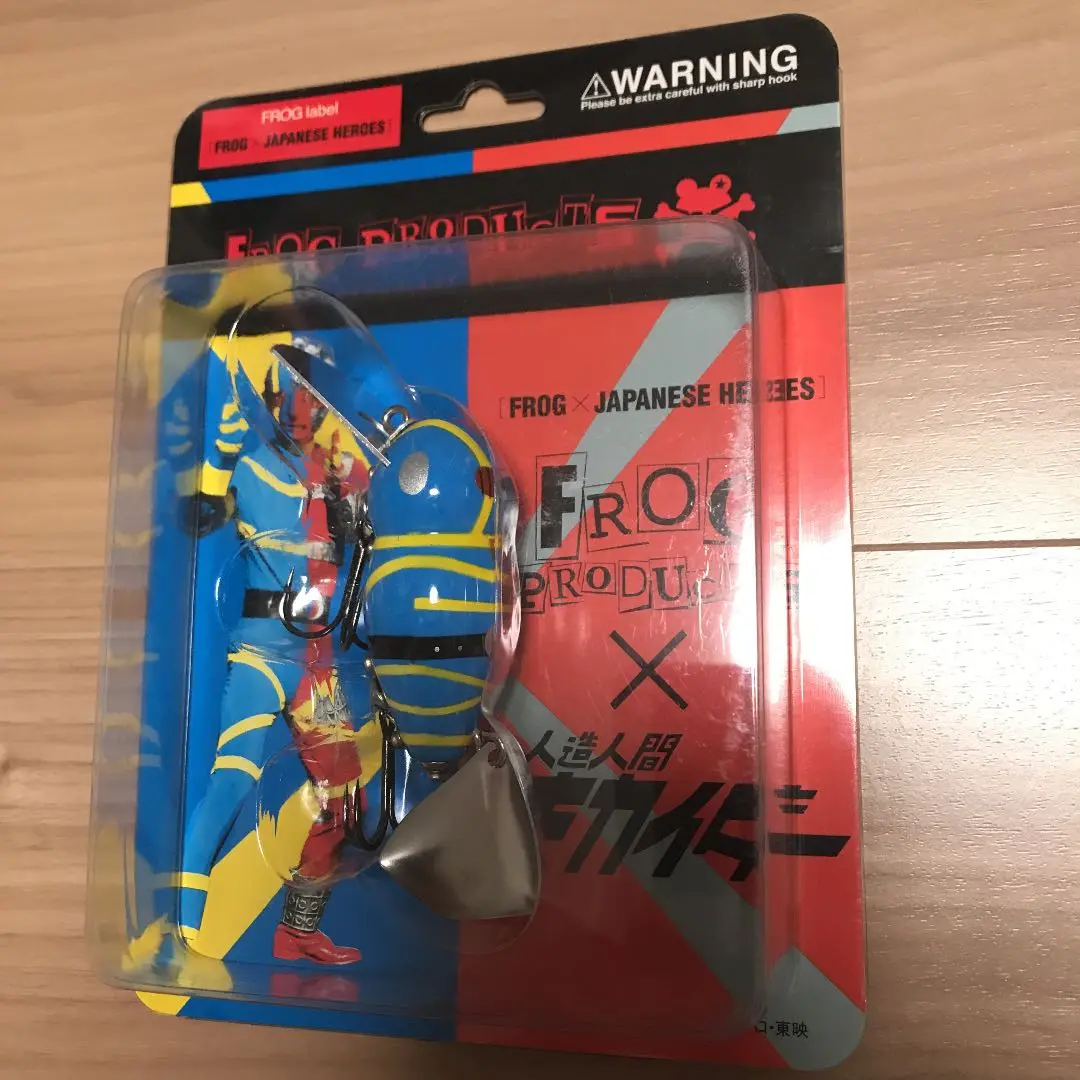 FROG label
[FROG × JAPANESE HEROES]
⚠WARNING
Please be extra careful with sharp hook
FROG PRODUCTS
[FROG × JAPANESE HEROES]
FROG
PRODUCTS
×
人造人間
キカイダー
・東映